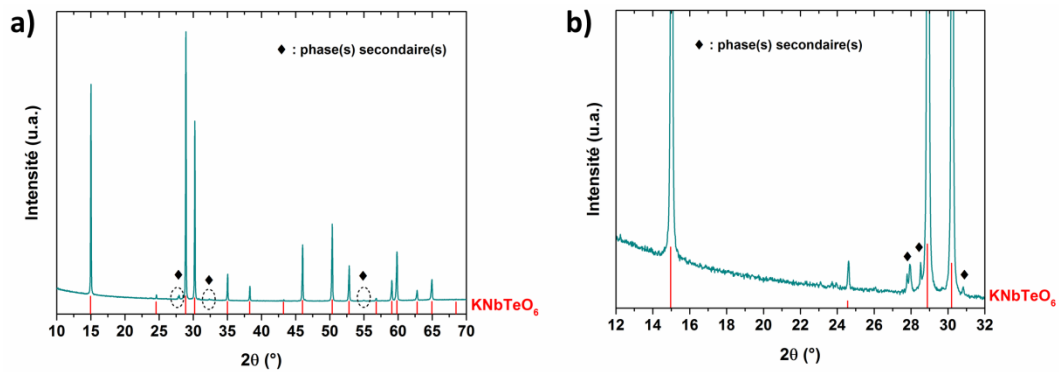 a)
Intensité (u.a.)
◆ : phase(s) secondaire(s)
KNbTeO6
10 15 20 25 30 35 40 45 50 55 60 65 70
2θ (°)
b)
Intensité (u.a.)
◆ : phase(s) secondaire(s)
KNbTeO6
12 14 16 18 20 22 24 26 28 30 32
2θ (°)